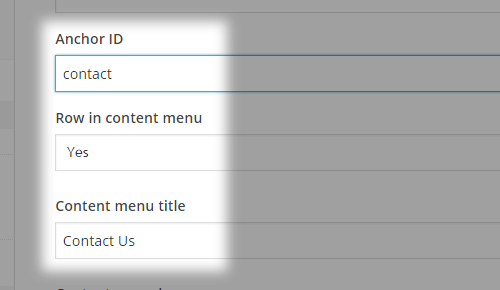 Anchor ID
contact
Row in content menu
Yes
Content menu title
Contact Us